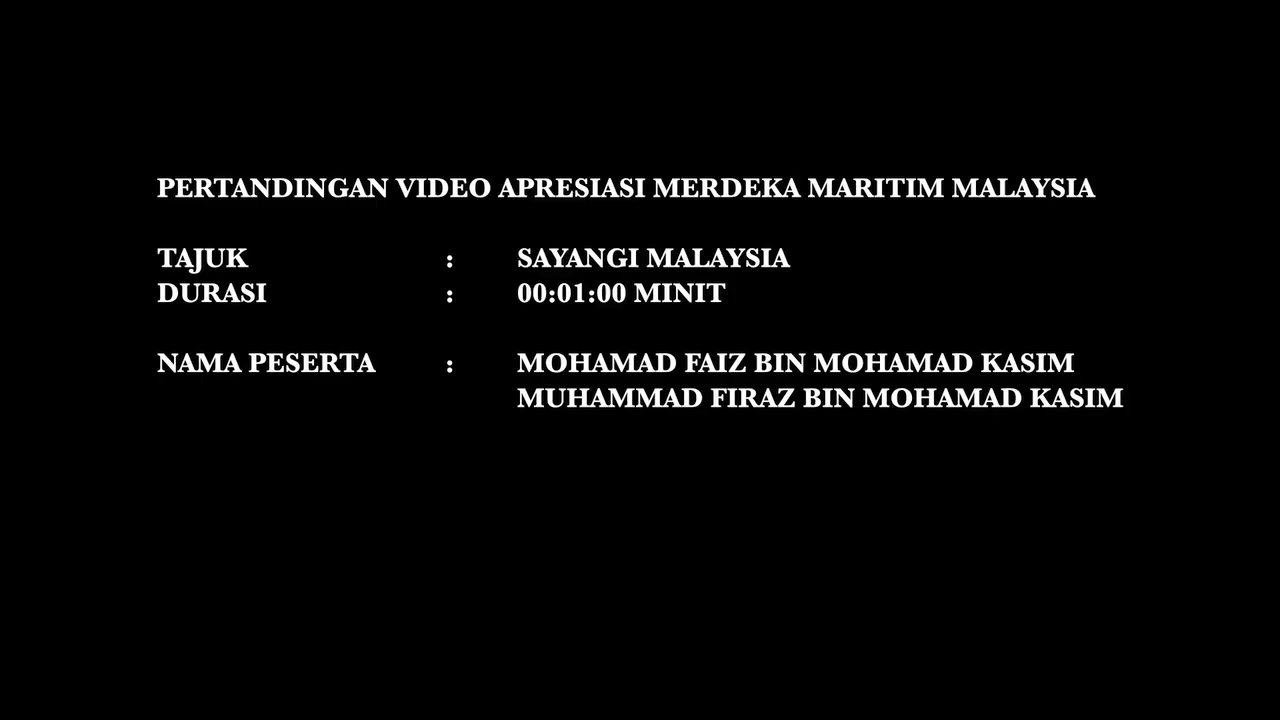 PERTANDINGAN VIDEO APRESIASI MERDEKA MARITIM MALAYSIA
TAJUK : SAYANGI MALAYSIA
DURASI : 00:01:00 MINIT
NAMA PESERTA : MOHAMAD FAIZ BIN MOHAMAD KASIM
MUHAMMAD FIRAZ BIN MOHAMAD KASIM